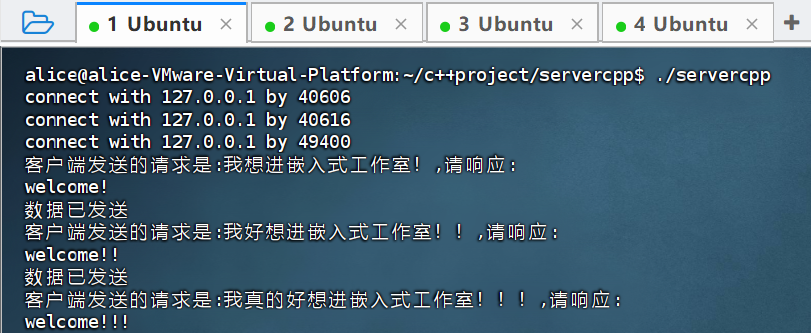 1 Ubuntu 2 Ubuntu 3 Ubuntu 4 Ubuntu
alice@alice-VMware-Virtual-Platform:~/c++project/servercpp$ ./servercpp
connect with 127.0.0.1 by 40606
connect with 127.0.0.1 by 40616
connect with 127.0.0.1 by 49400
客户端发送的请求是:我想进嵌入式工作室！,请响应:
welcome!
数据已发送
客户端发送的请求是:我好想进嵌入式工作室！！,请响应:
welcome!!
数据已发送
客户端发送的请求是:我真的好想进嵌入式工作室！！！,请响应:
welcome!!!